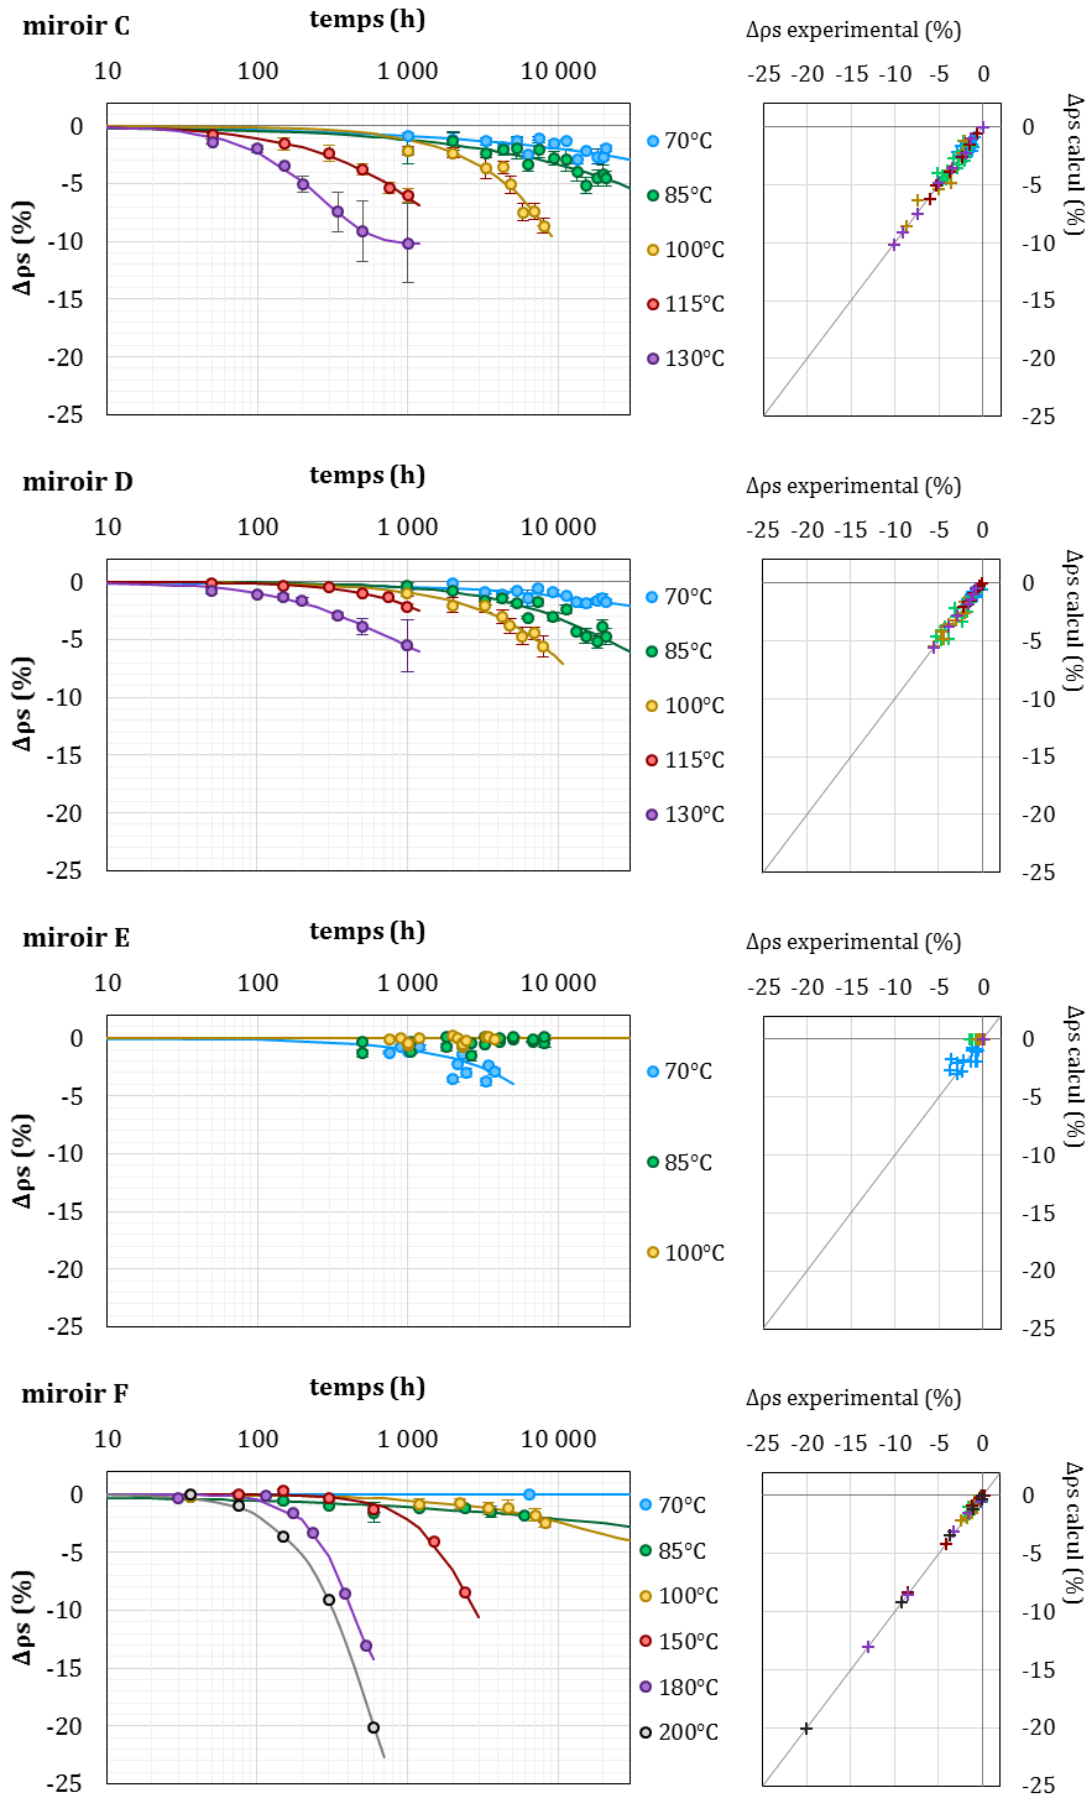 miroir C
temps (h)
10 100 1 000 10 000
0
-5
-10
-15
-20
-25
Δρs (%)
70°C
85°C
100°C
115°C
130°C
Δρs experimental (%)
-25 -20 -15 -10 -5 0
0
-5
-10
-15
-20
-25
Δρs calcul (%)
miroir D
temps (h)
10 100 1 000 10 000
0
-5
-10
-15
-20
-25
Δρs (%)
70°C
85°C
100°C
115°C
130°C
Δρs experimental (%)
-25 -20 -15 -10 -5 0
0
-5
-10
-15
-20
-25
Δρs calcul (%)
miroir E
temps (h)
10 100 1 000 10 000
0
-5
-10
-15
-20
-25
Δρs (%)
70°C
85°C
100°C
Δρs experimental (%)
-25 -20 -15 -10 -5 0
0
-5
-10
-15
-20
-25
Δρs calcul (%)
miroir F
temps (h)
10 100 1 000 10 000
0
-5
-10
-15
-20
-25
Δρs (%)
70°C
85°C
100°C
150°C
180°C
200°C
Δρs experimental (%)
-25 -20 -15 -10 -5 0
0
-5
-10
-15
-20
-25
Δρs calcul (%)